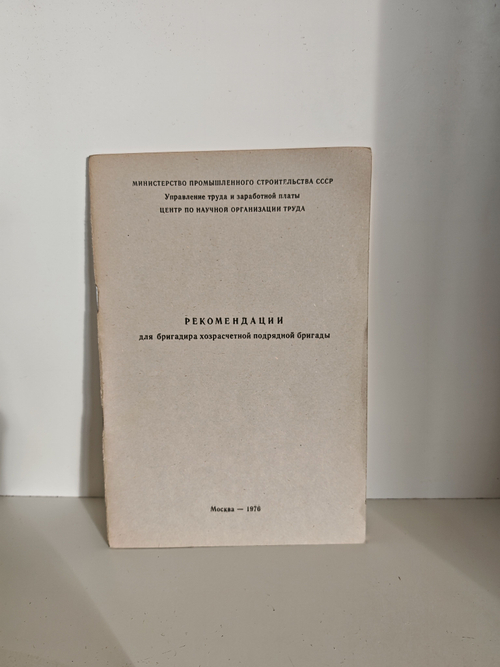 МИНИСТЕРСТВО ПРОМЫШЛЕННОГО СТРОИТЕЛЬСТВА СССР
Управление труда и заработной платы
ЦЕНТР ПО НАУЧНОЙ ОРГАНИЗАЦИИ ТРУДА
РЕКОМЕНДАЦИИ
для бригадира хозрасчетной подрядной бригады
Москва — 1970